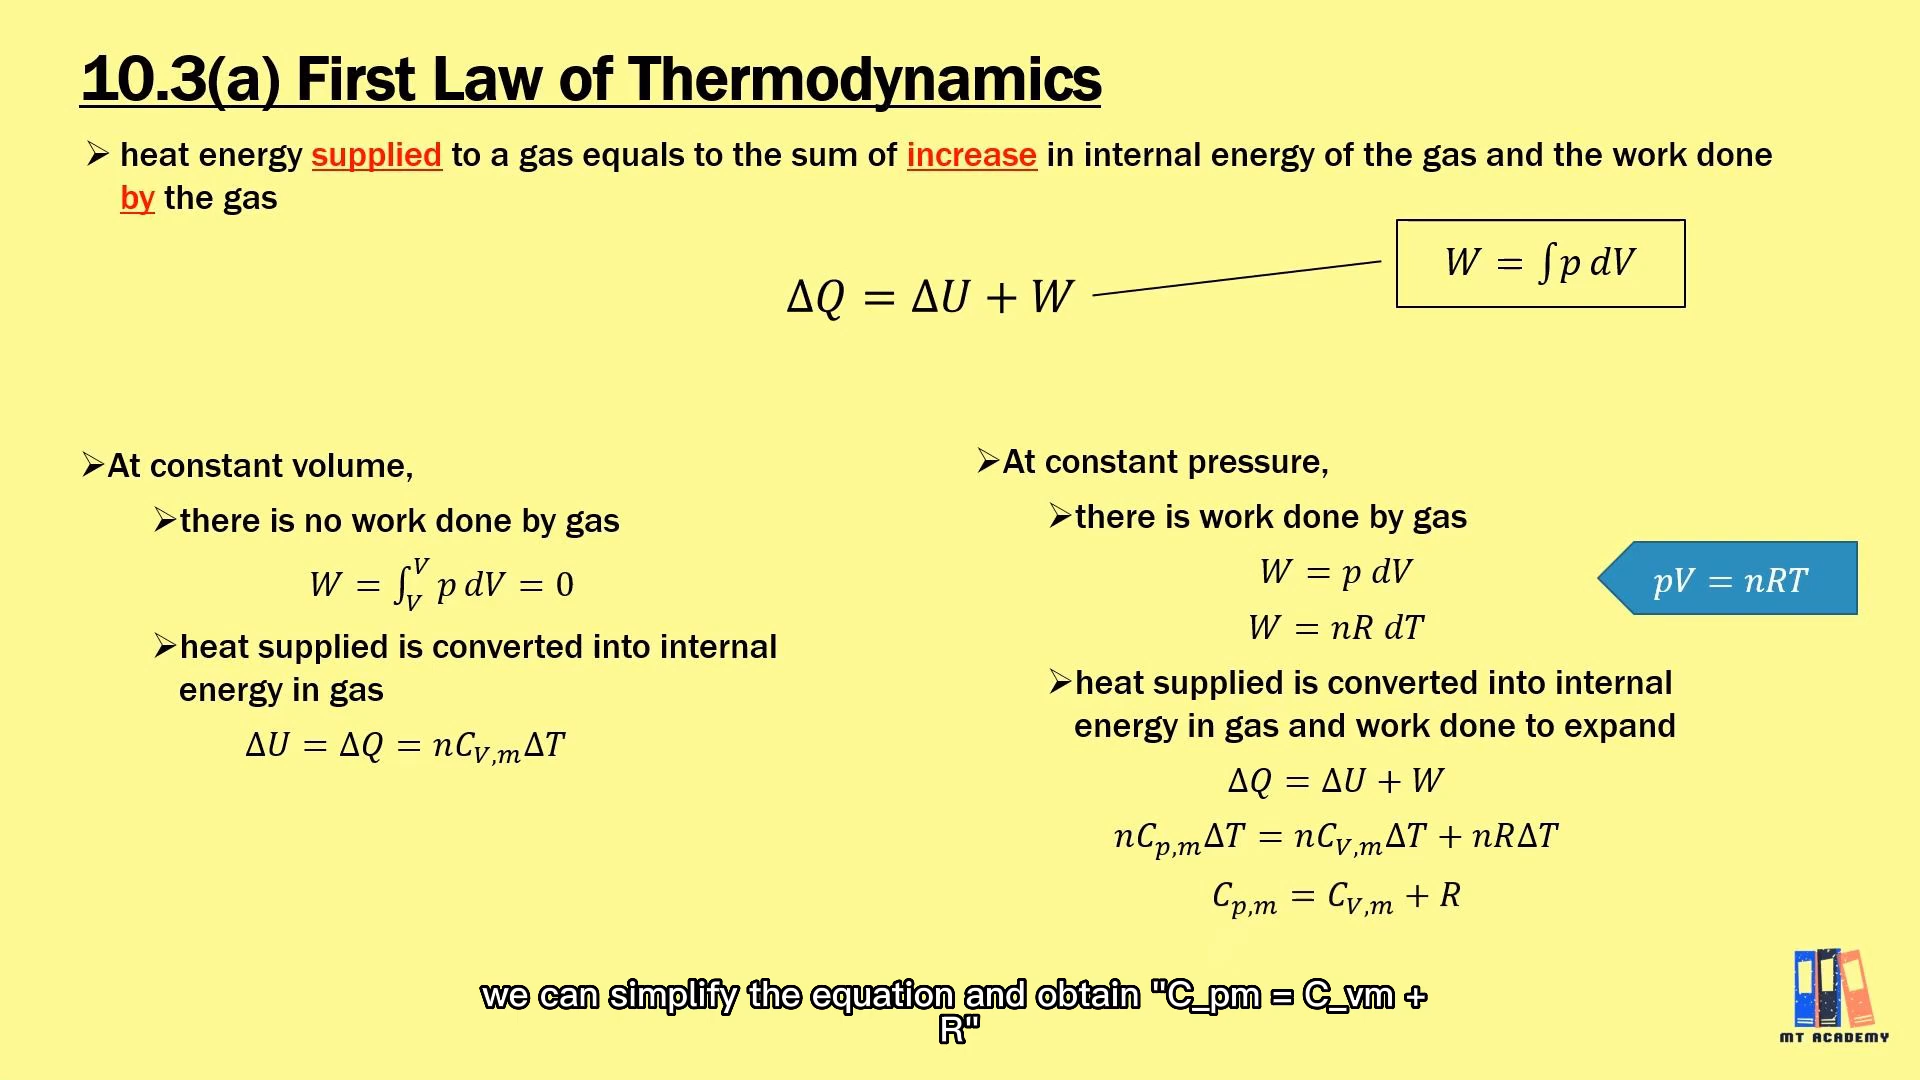 10.3(a) First Law of Thermodynamics
➢ heat energy supplied to a gas equals to the sum of increase in internal energy of the gas and the work done
by the gas
W = ∫p dV
ΔQ = ΔU + W
➢At constant volume,
➢there is no work done by gas
W = ∫_V^V p dV = 0
➢heat supplied is converted into internal
energy in gas
ΔU = ΔQ = nC_{V,m}ΔT
➢At constant pressure,
➢there is work done by gas
W = p dV
pV = nRT
W = nR dT
➢heat supplied is converted into internal
energy in gas and work done to expand
ΔQ = ΔU + W
nC_{p,m}ΔT = nC_{V,m}ΔT + nRΔT
C_{p,m} = C_{V,m} + R
we can simplify the equation and obtain "C_pm = C_vm +
R"
MT ACADEMY